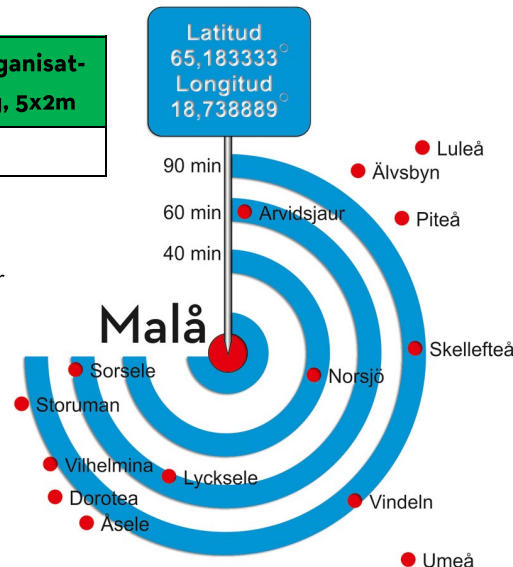 ganisat-
, 5x2m
Latitud
65,183333°
Longitud
18,738889°
Luleå
90 min
Älvsbyn
60 min
Arvidsjaur
Piteå
40 min
r
Malå
Skellefteå
Sorsele
Norsjö
Storuman
Vilhelmina
Lycksele
Dorotea
Vindeln
Åsele
Umeå